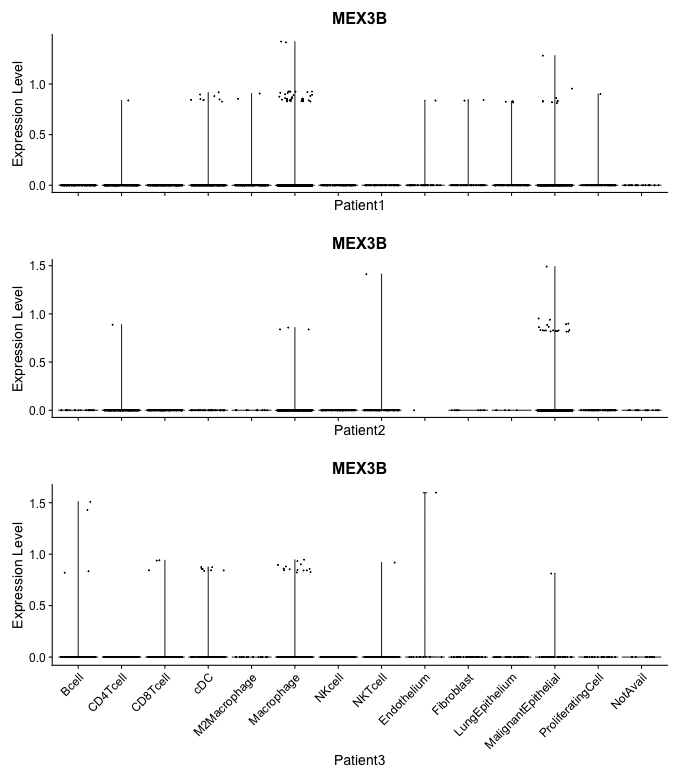 MEX3B
Expression Level
1.0
0.5
0.0
Patient1
MEX3B
Expression Level
1.5
1.0
0.5
0.0
Patient2
MEX3B
Expression Level
1.5
1.0
0.5
0.0
Bcell
CD4Tcell
CD8Tcell
cDC
M2Macrophage
Macrophage
NKcell
NKTcell
Endothelium
Fibroblast
LungEpithelium
MalignantEpithelial
ProliferatingCell
NotAvail
Patient3